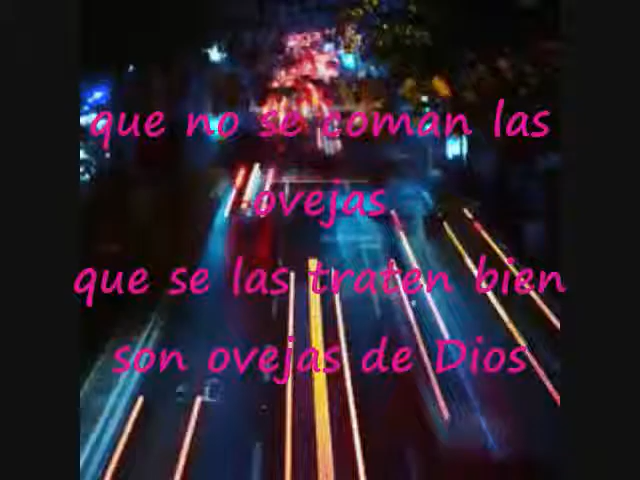 que no se coman las
ovejas
que se las traten bien
son ovejas de Dios